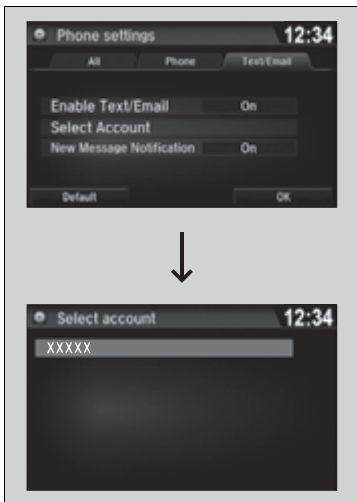 Phone settings 12:34
All Phone Text/Email
Enable Text/Email On
Select Account
New Message Notification On
Default OK
Select account 12:34
XXXXX